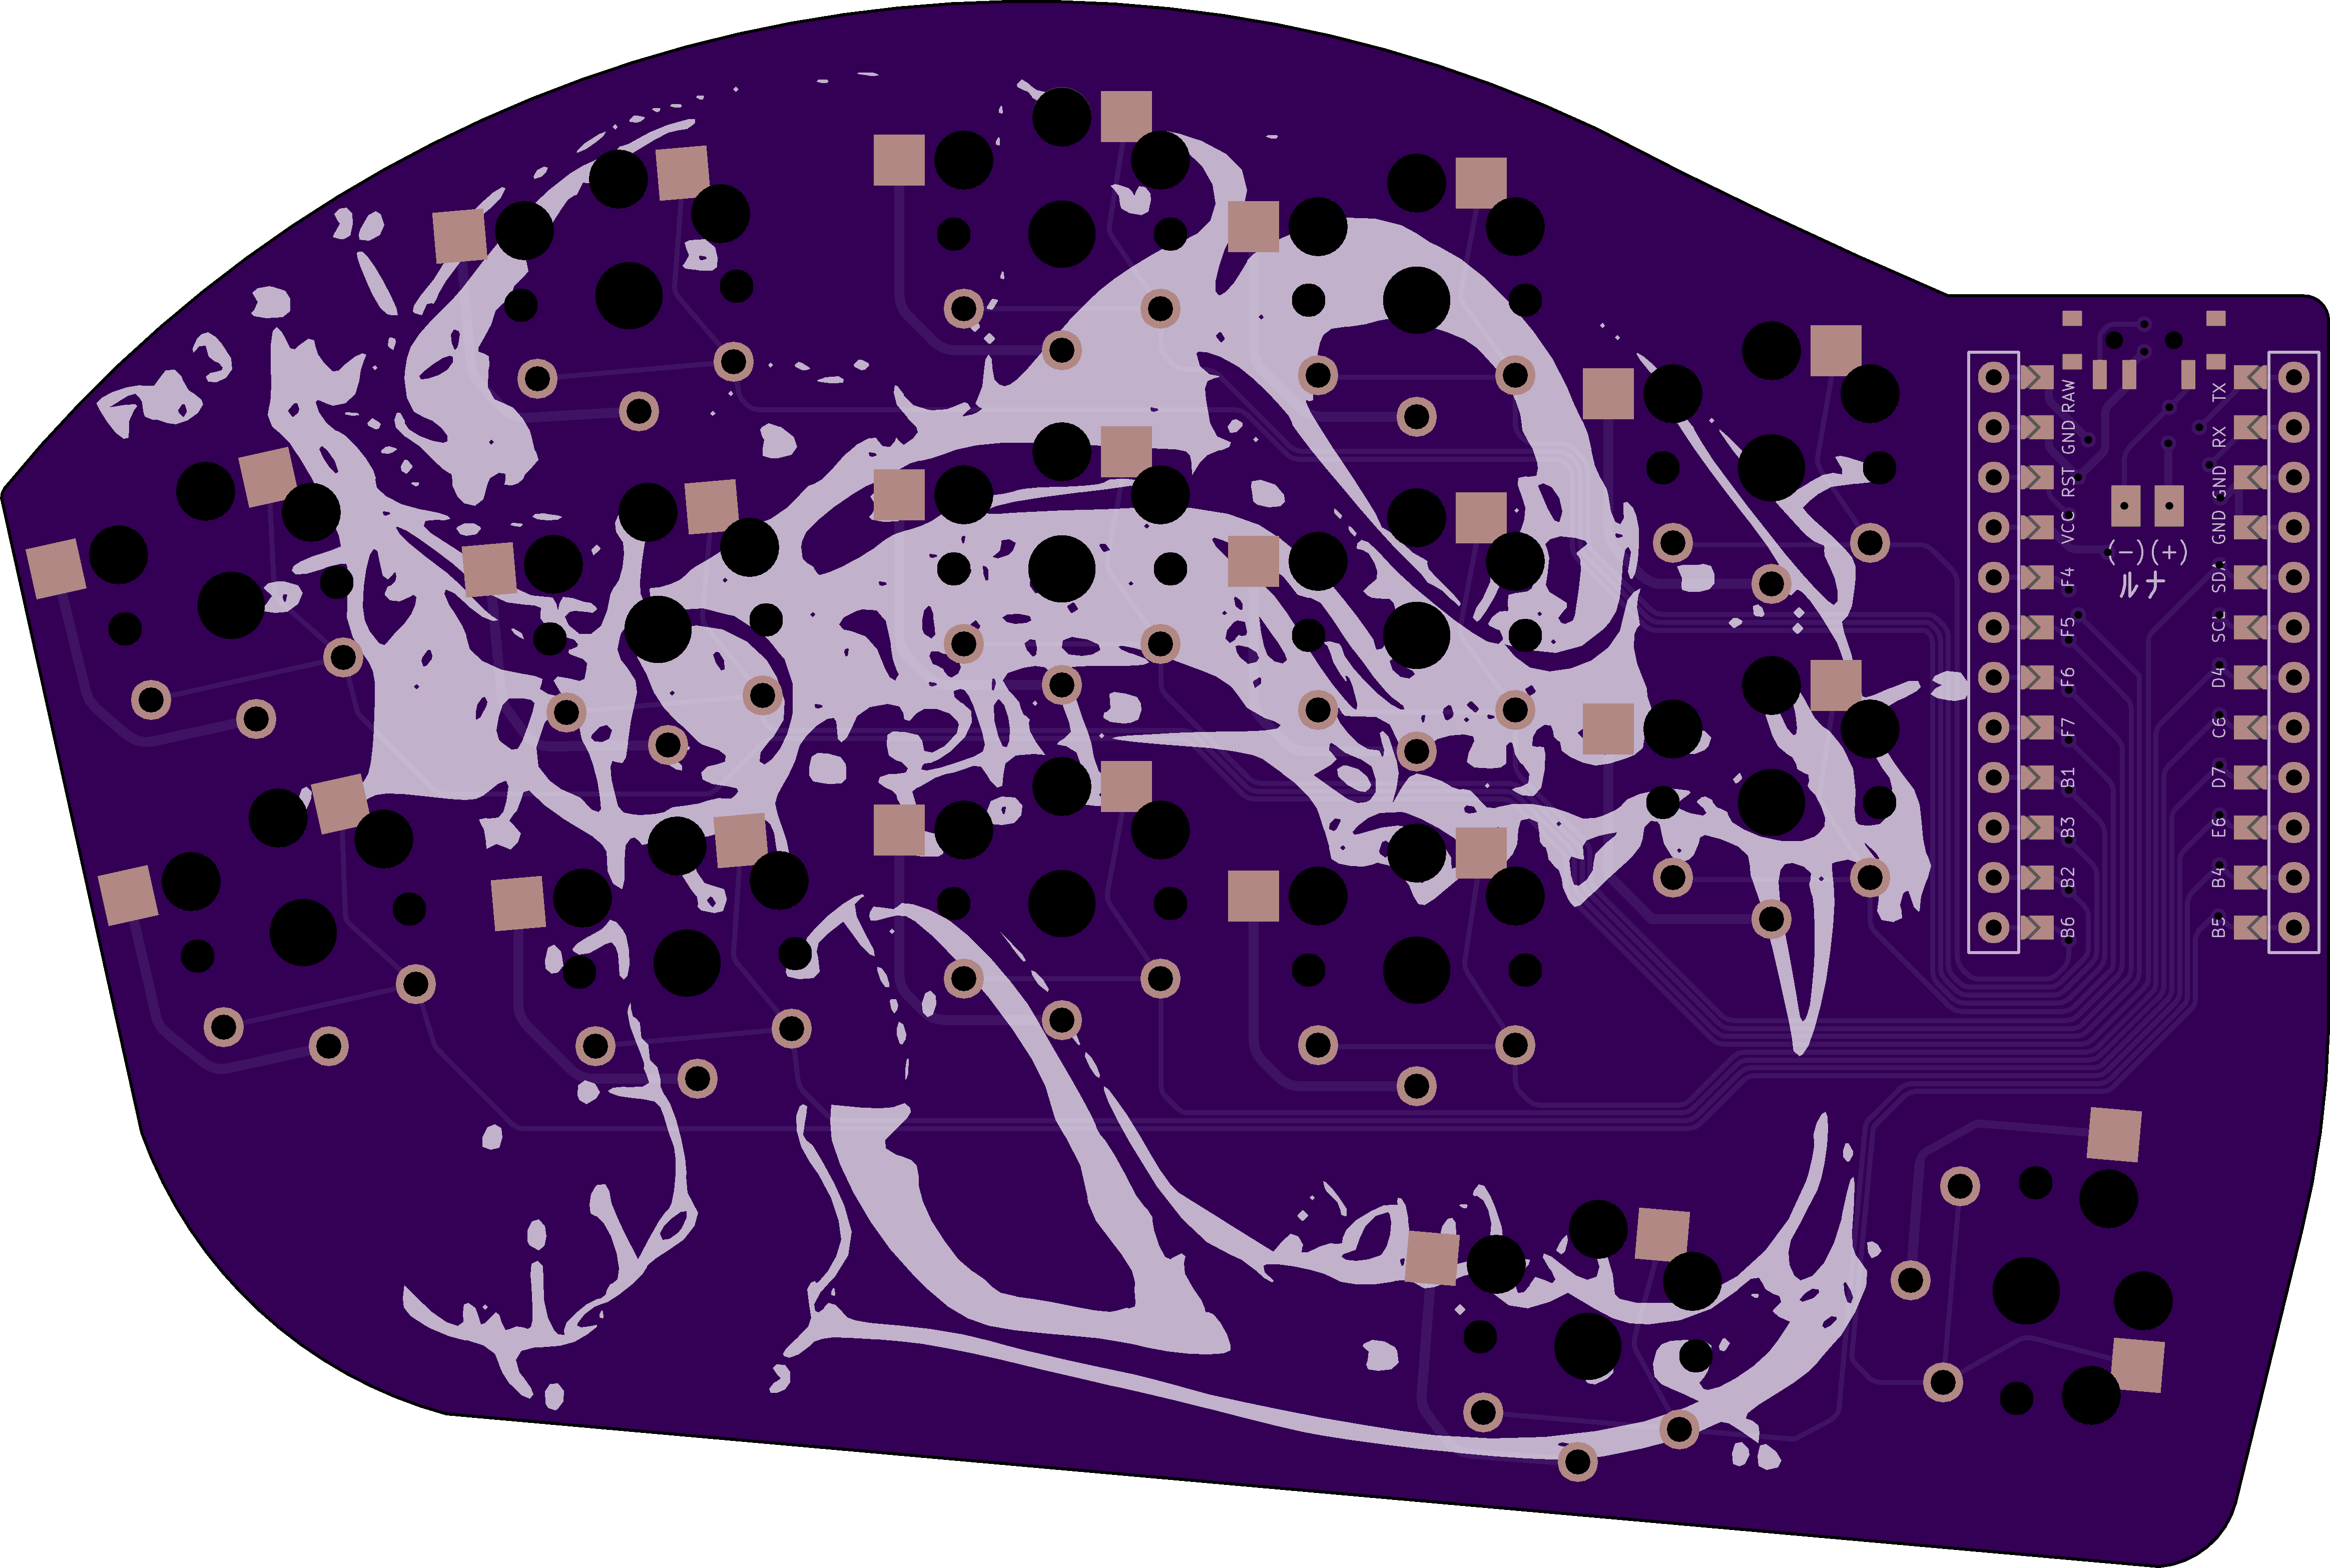 RAW
GND
RST
VCC
F4
F5
F6
F7
B1
B3
B2
B6
TX
RX
GND
GND
SDA
SCL
D4
C6
D7
E6
B4
B5
(-)(+)
ルナ